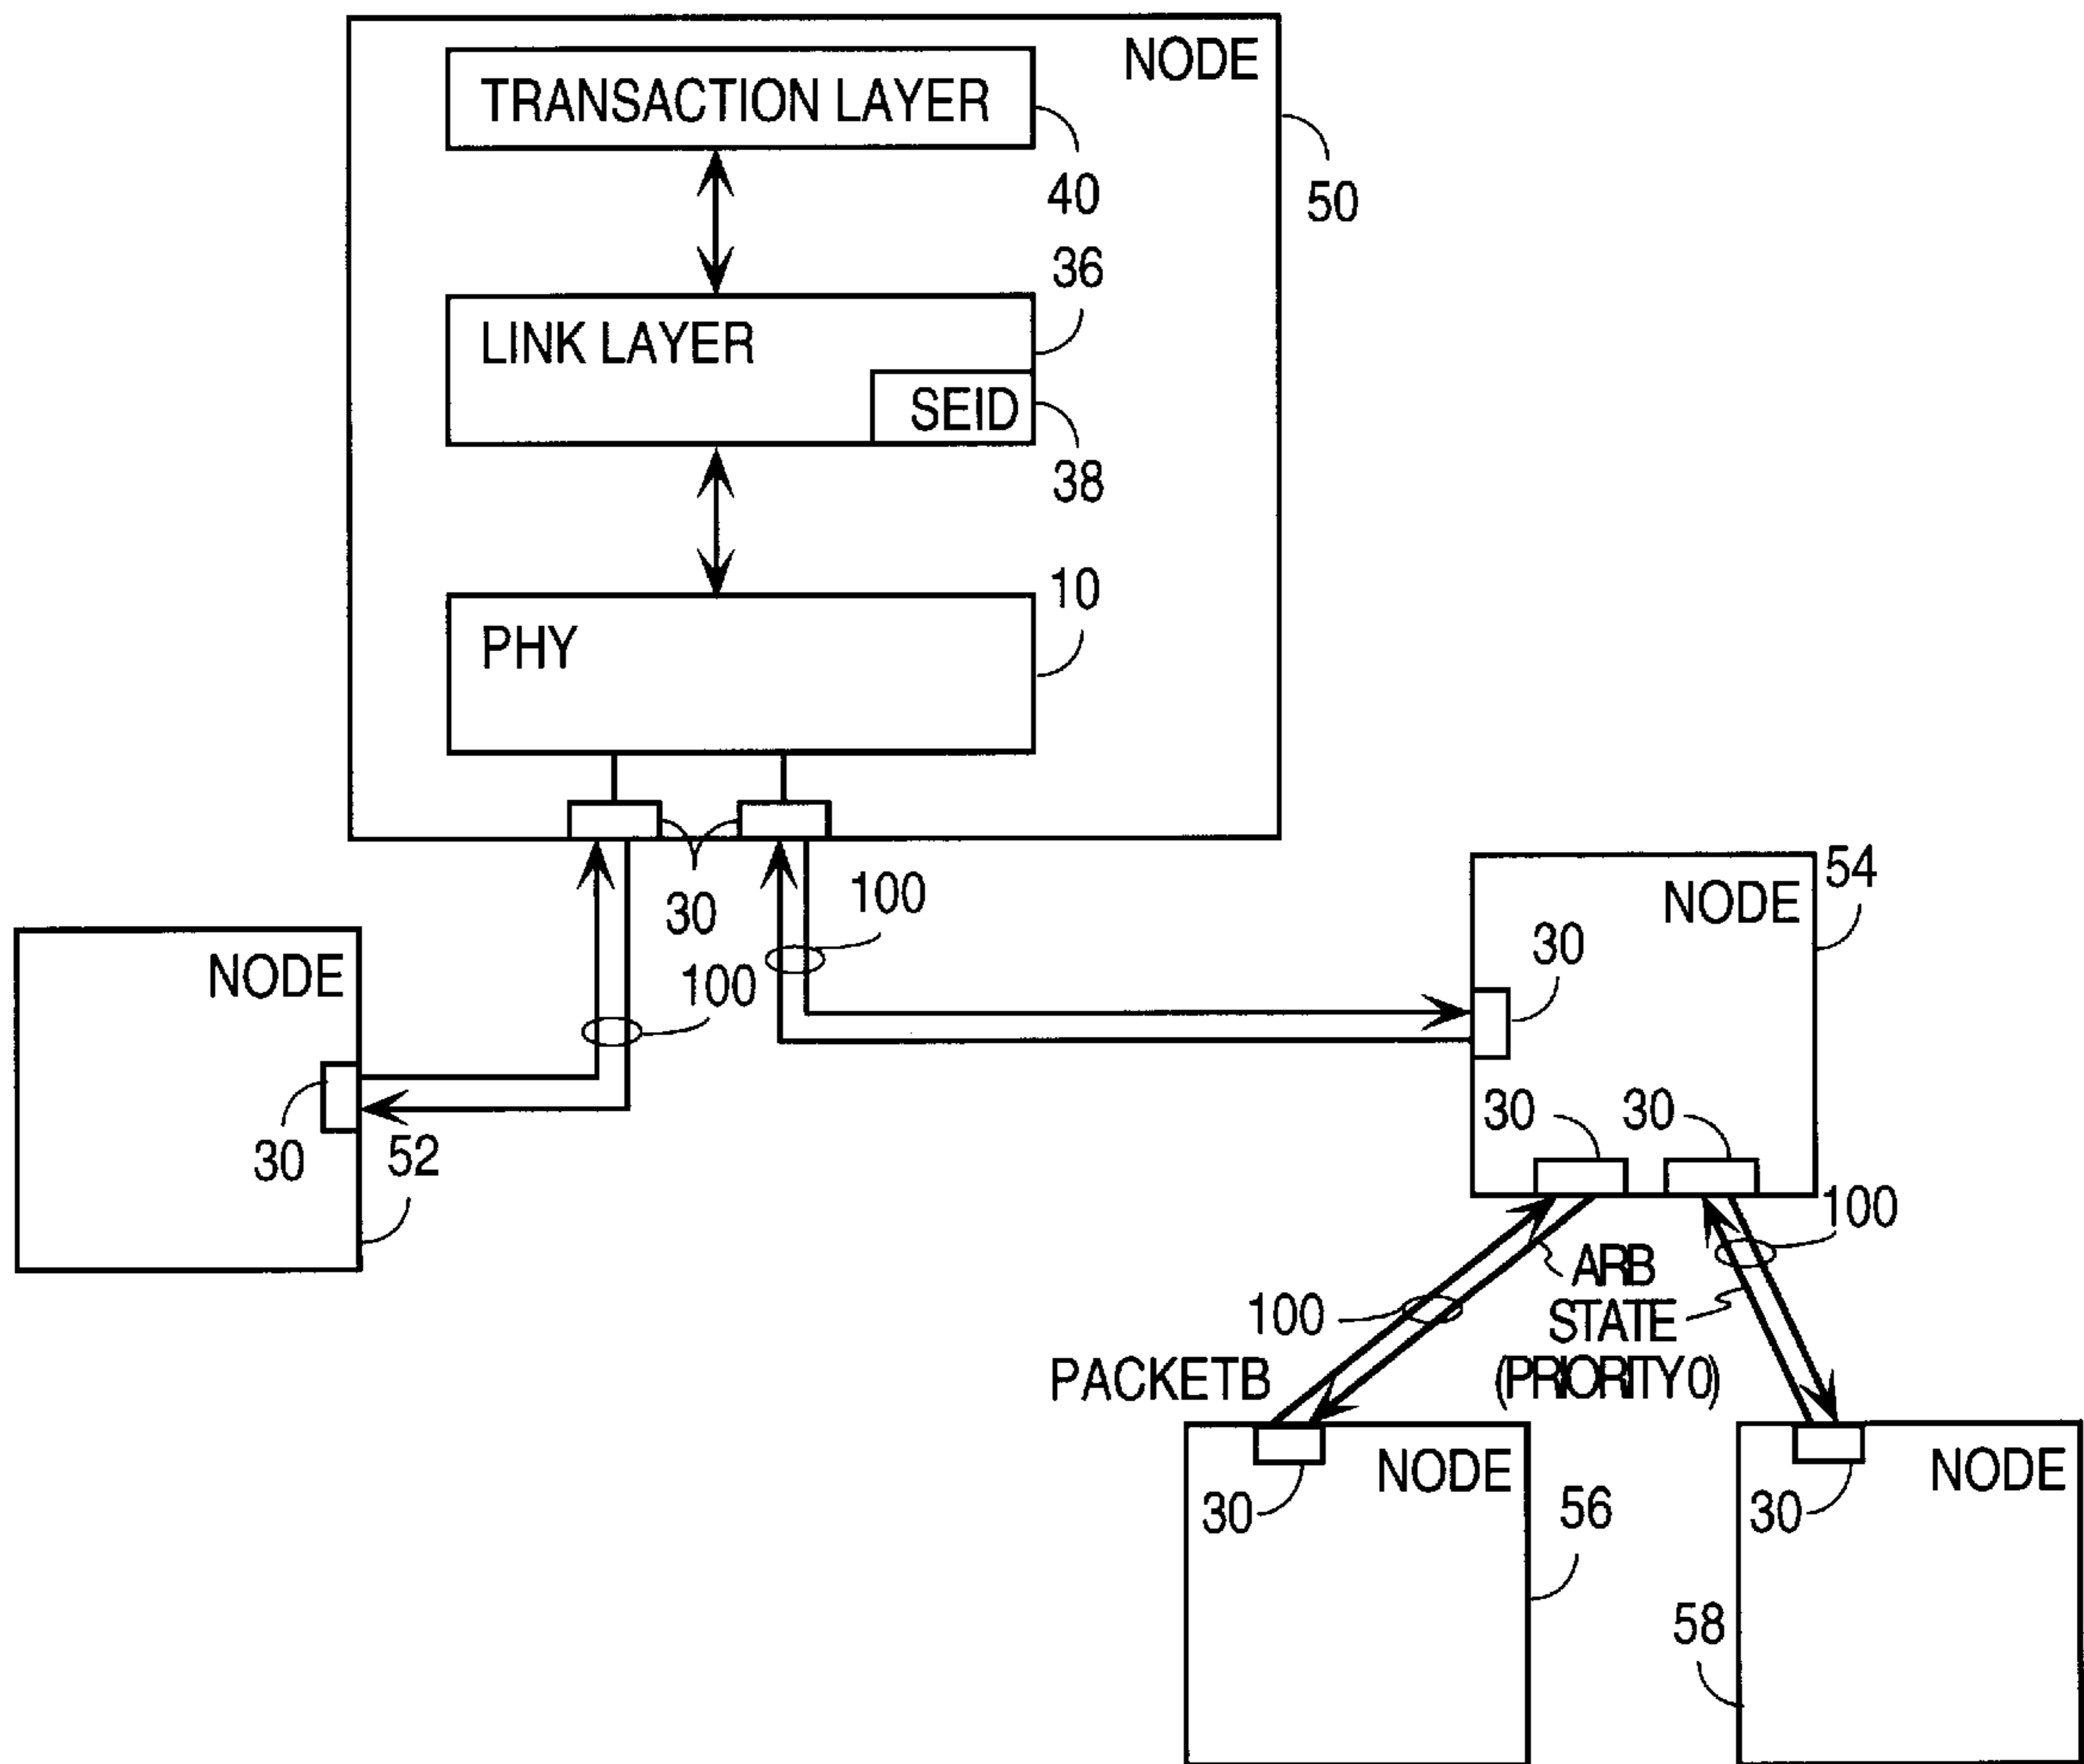 NODE
TRANSACTION LAYER
40
50
36
LINK LAYER
SEID
38
10
PHY
30
100
54
NODE
30
NODE
100
30
52
30
30
100
ARB
STATE
(PRIORITY 0)
100
PACKETB
NODE
30
56
NODE
30
58